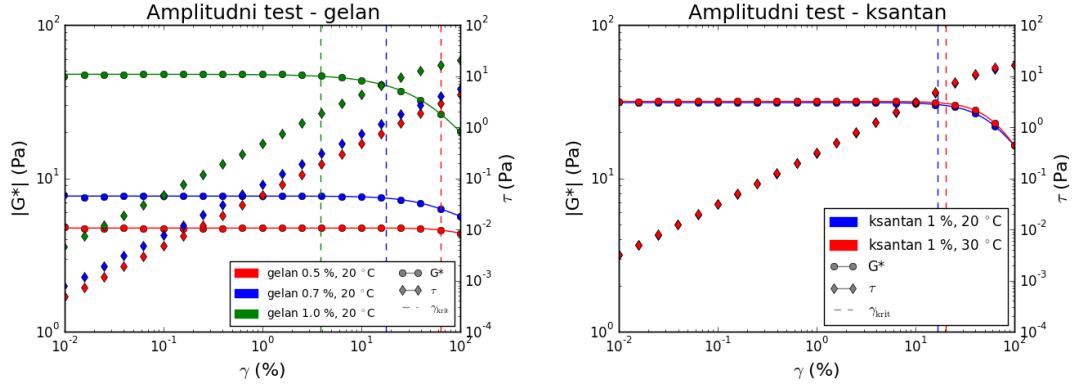 Amplitudni test - gelan
10^2
10^1
10^0
|G*| (Pa)
10^2
10^1
10^0
10^-1
10^-2
10^-3
10^-4
τ (Pa)
gelan 0.5 %, 20 °C
gelan 0.7 %, 20 °C
gelan 1.0 %, 20 °C
G*
τ
γkrit
10^-2
10^-1
10^0
10^1
10^2
γ (%)
Amplitudni test - ksantan
10^2
10^1
10^0
|G*| (Pa)
10^2
10^1
10^0
10^-1
10^-2
10^-3
10^-4
τ (Pa)
ksantan 1 %, 20 °C
ksantan 1 %, 30 °C
G*
τ
γkrit
10^-2
10^-1
10^0
10^1
10^2
γ (%)